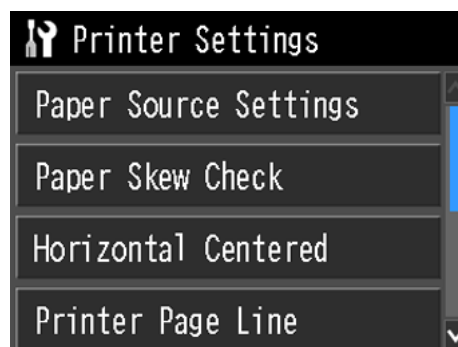 Printer Settings
Paper Source Settings
Paper Skew Check
Horizontal Centered
Printer Page Line